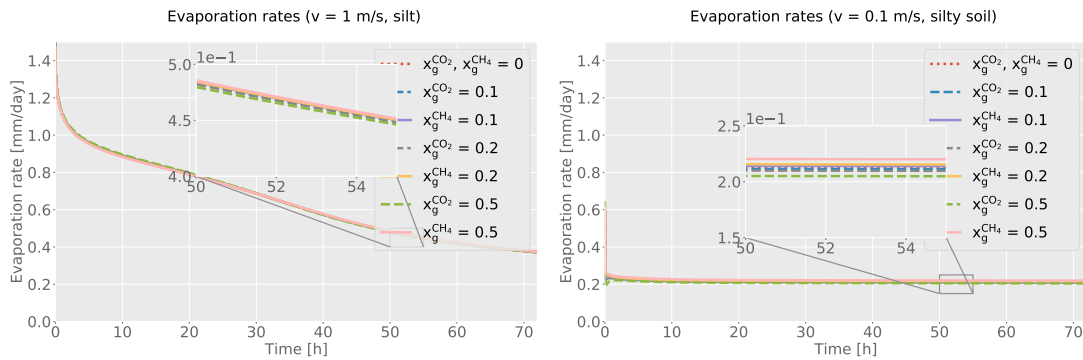 Evaporation rates (v = 1 m/s, silt)
Evaporation rate [mm/day]
1.4
1.2
1.0
0.8
0.6
0.4
0.2
0.0
0
10
20
30
40
50
60
70
Time [h]
1e−1
5.0
4.5
4.0
50
52
54
x_g^CO₂, x_g^CH₄ = 0
x_g^CO₂ = 0.1
x_g^CH₄ = 0.1
x_g^CO₂ = 0.2
x_g^CH₄ = 0.2
x_g^CO₂ = 0.5
x_g^CH₄ = 0.5
Evaporation rates (v = 0.1 m/s, silty soil)
Evaporation rate [mm/day]
1.4
1.2
1.0
0.8
0.6
0.4
0.2
0.0
0
10
20
30
40
50
60
70
Time [h]
1e−1
2.5
2.0
1.5
50
52
54
x_g^CO₂, x_g^CH₄ = 0
x_g^CO₂ = 0.1
x_g^CH₄ = 0.1
x_g^CO₂ = 0.2
x_g^CH₄ = 0.2
x_g^CO₂ = 0.5
x_g^CH₄ = 0.5